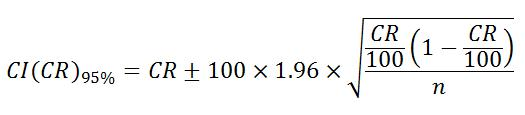 CI(CR)₉₅% = CR ± 100 × 1.96 × √(CR/100 (1 − CR/100) / n)